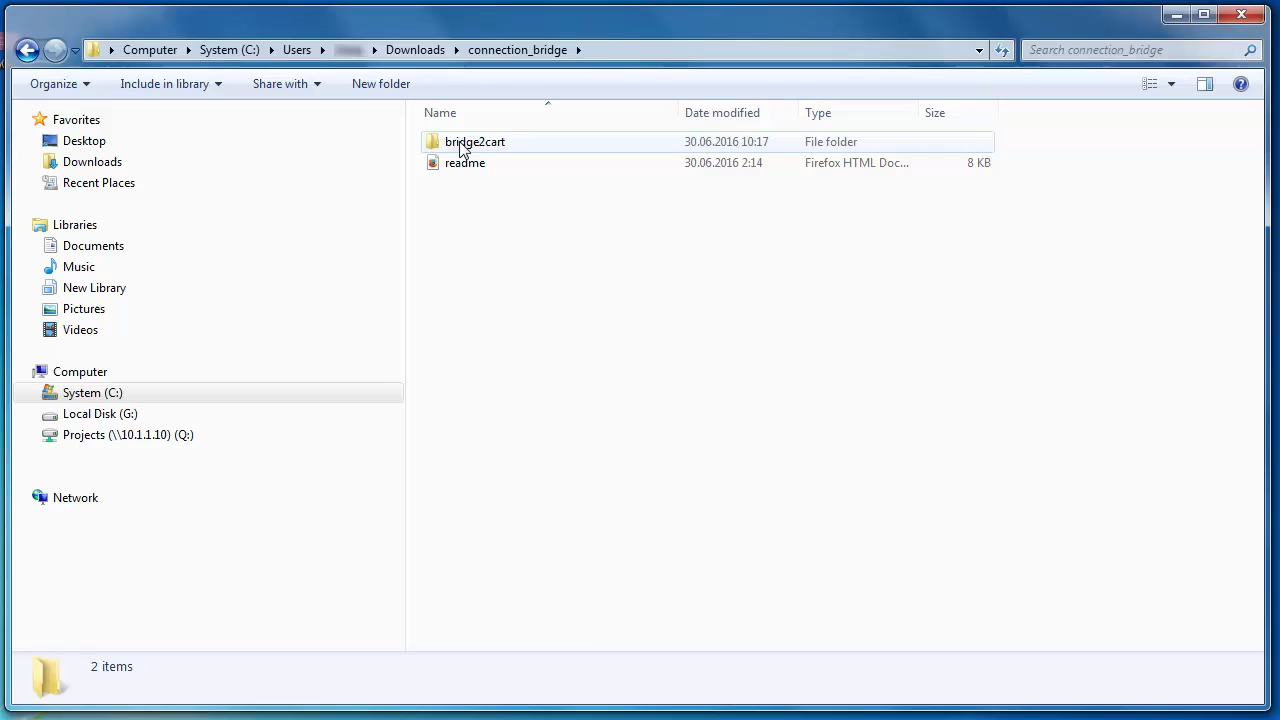 Computer System (C:) Users Downloads connection_bridge Search connection_bridge
Organize Include in library Share with New folder
Favorites
Desktop
Downloads
Recent Places
Libraries
Documents
Music
New Library
Pictures
Videos
Computer
System (C:)
Local Disk (G:)
Projects (\\10.1.1.10) (Q:)
Network
Name Date modified Type Size
bridge2cart 30.06.2016 10:17 File folder
readme 30.06.2016 2:14 Firefox HTML Doc... 8 KB
2 items